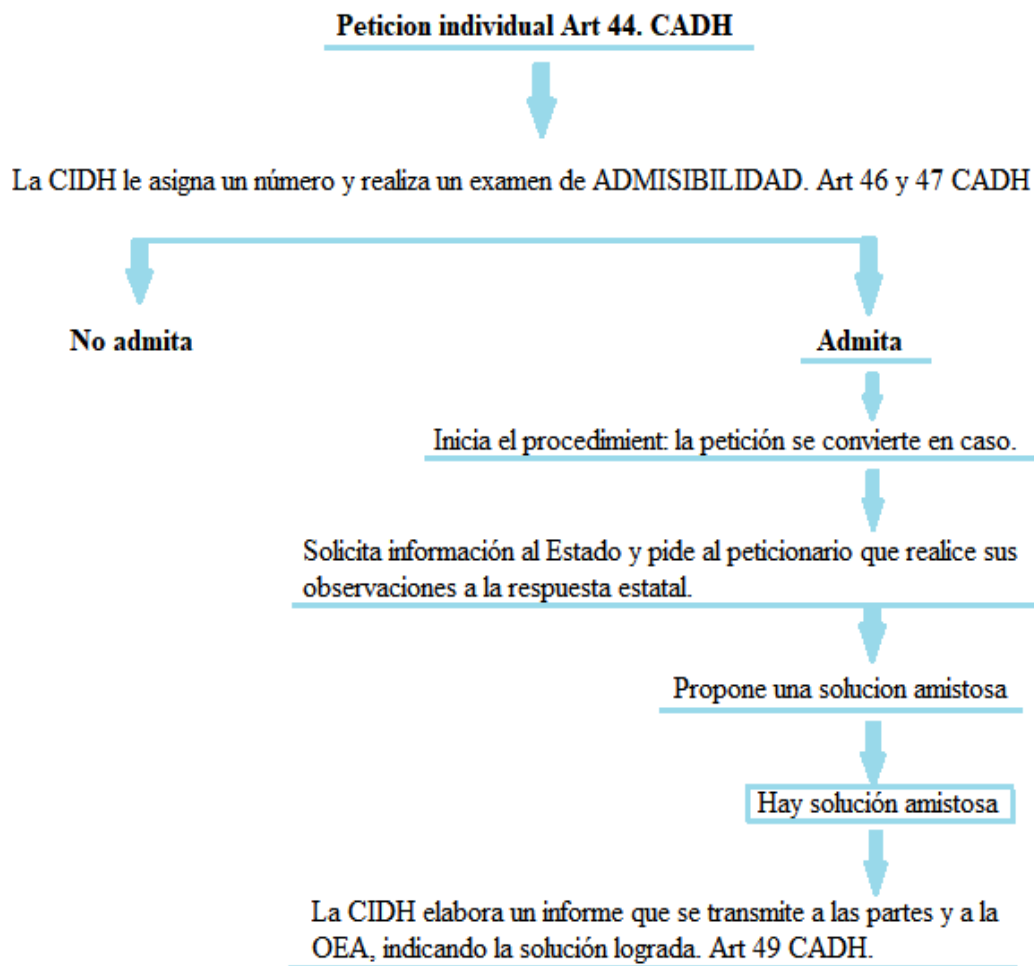 Peticion individual Art 44. CADH
La CIDH le asigna un número y realiza un examen de ADMISIBILIDAD. Art 46 y 47 CADH
No admita
Admita
Inicia el procedimient: la petición se convierte en caso.
Solicita información al Estado y pide al peticionario que realice sus
observaciones a la respuesta estatal.
Propone una solucion amistosa
Hay solución amistosa
La CIDH elabora un informe que se transmite a las partes y a la
OEA, indicando la solución lograda. Art 49 CADH.